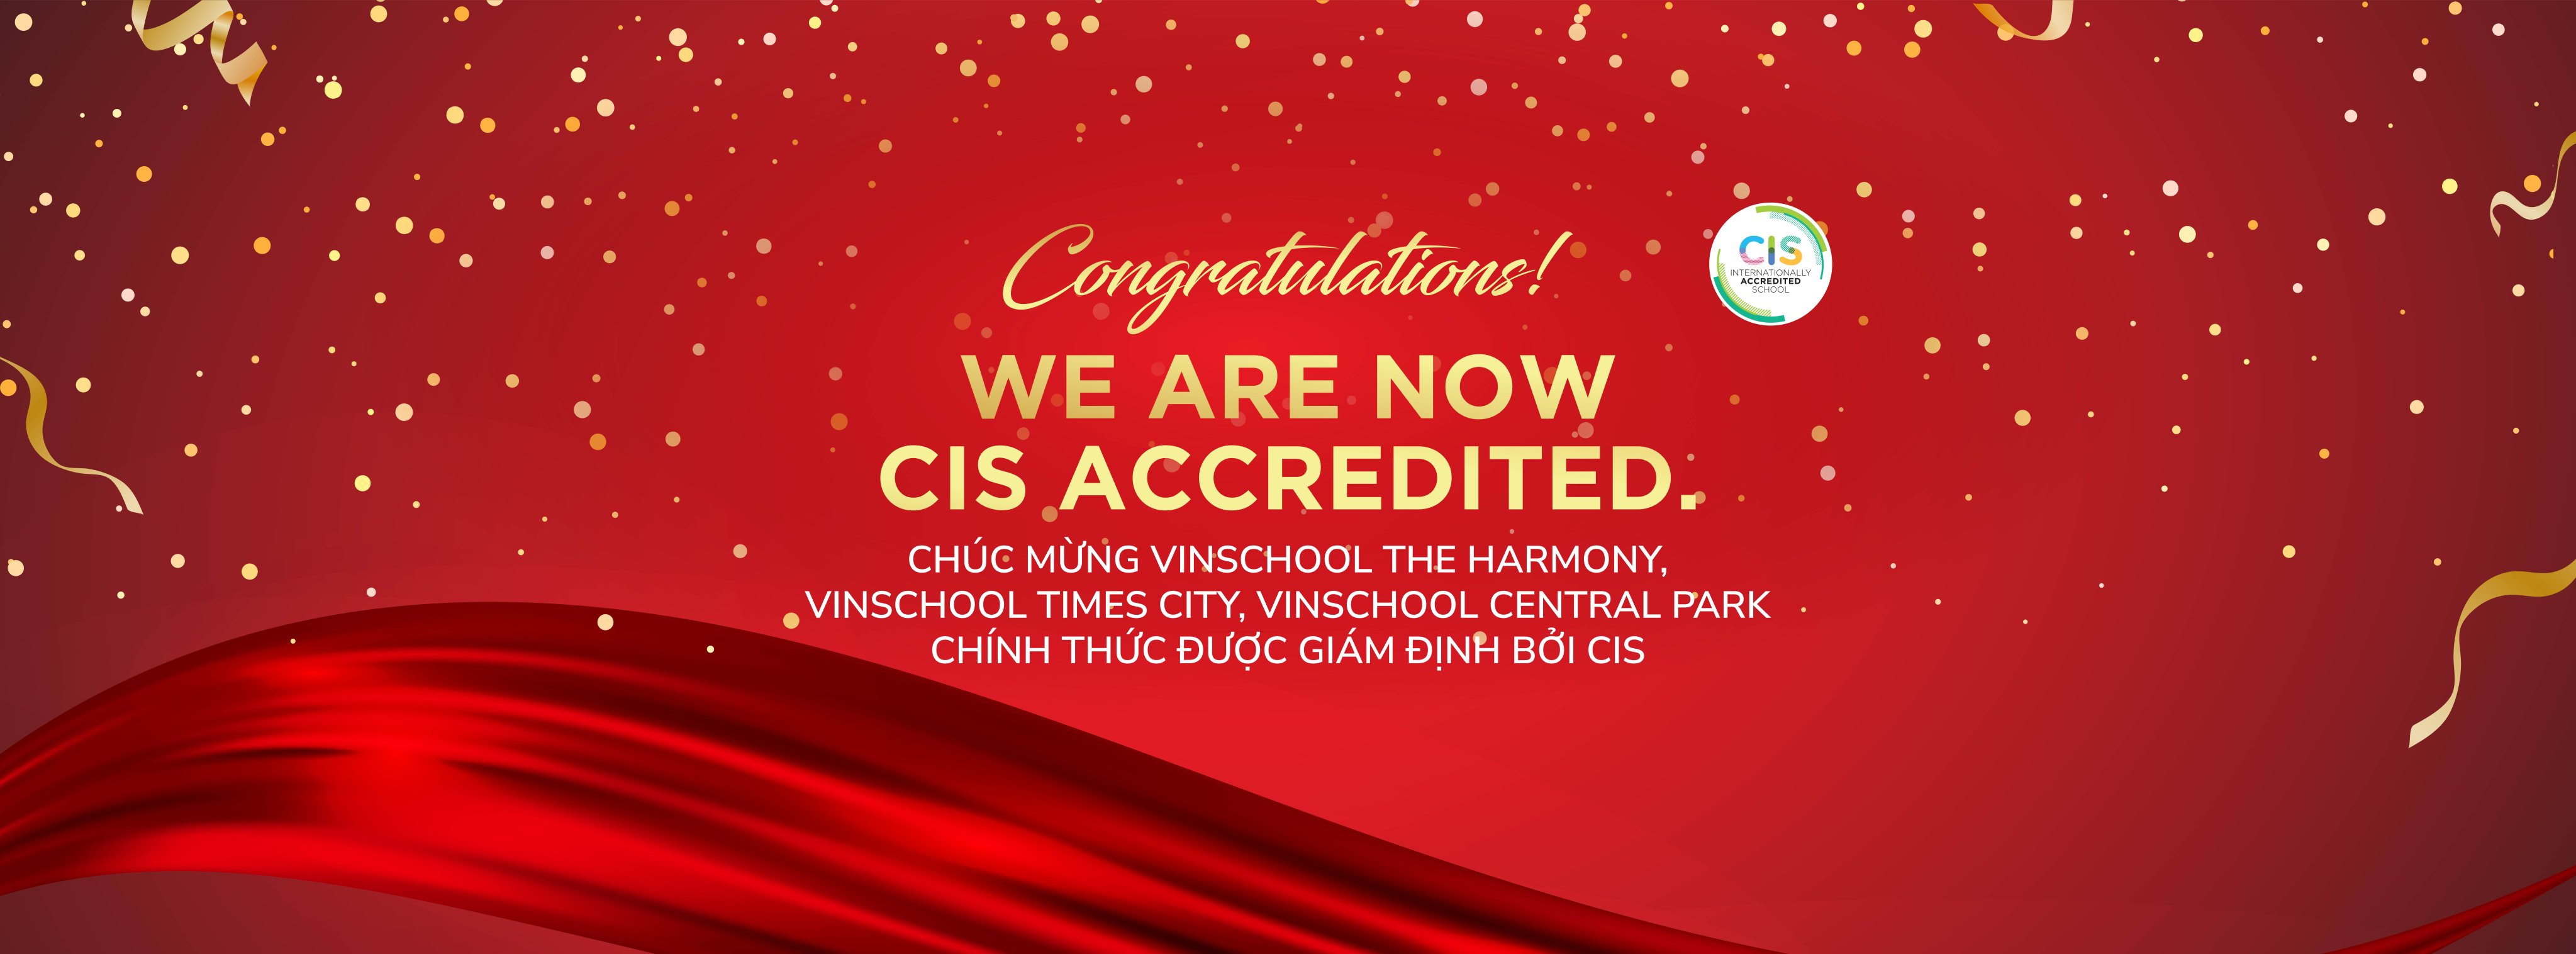 Congratulations!
CIS
INTERNATIONALLY
ACCREDITED
SCHOOL
WE ARE NOW
CIS ACCREDITED.
CHÚC MỪNG VINSCHOOL THE HARMONY,
VINSCHOOL TIMES CITY, VINSCHOOL CENTRAL PARK
CHÍNH THỨC ĐƯỢC GIÁM ĐỊNH BỞI CIS